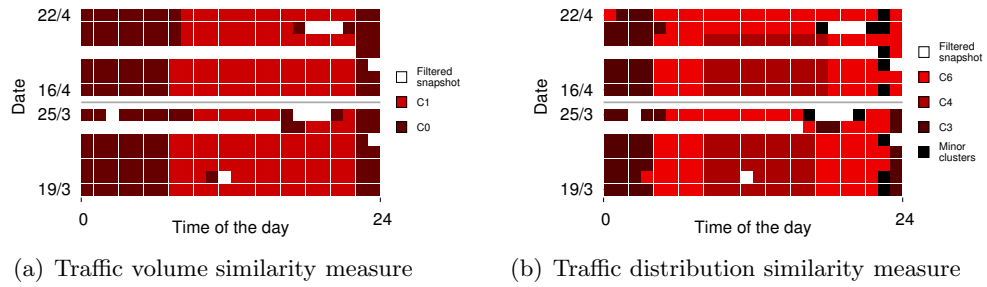 22/4
16/4
25/3
19/3
Date
0
24
Time of the day
Filtered
snapshot
C1
C0
(a) Traffic volume similarity measure
22/4
16/4
25/3
19/3
Date
0
24
Time of the day
Filtered
snapshot
C6
C4
C3
Minor
clusters
(b) Traffic distribution similarity measure